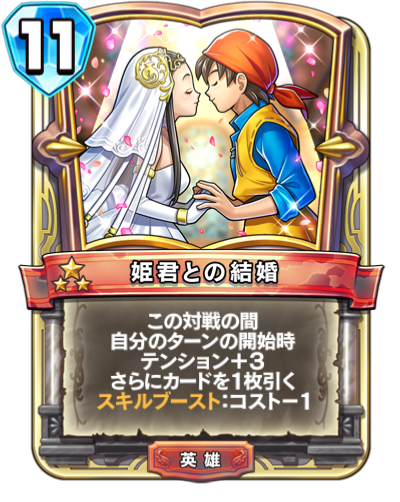 11
姫君との結婚
この対戦の間
自分のターンの開始時
テンション+3
さらにカードを1枚引く
スキルブースト:コストー1
英雄